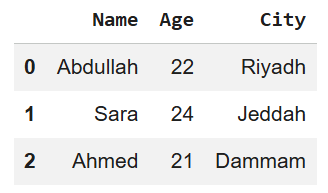 Name Age City
0 Abdullah 22 Riyadh
1 Sara 24 Jeddah
2 Ahmed 21 Dammam